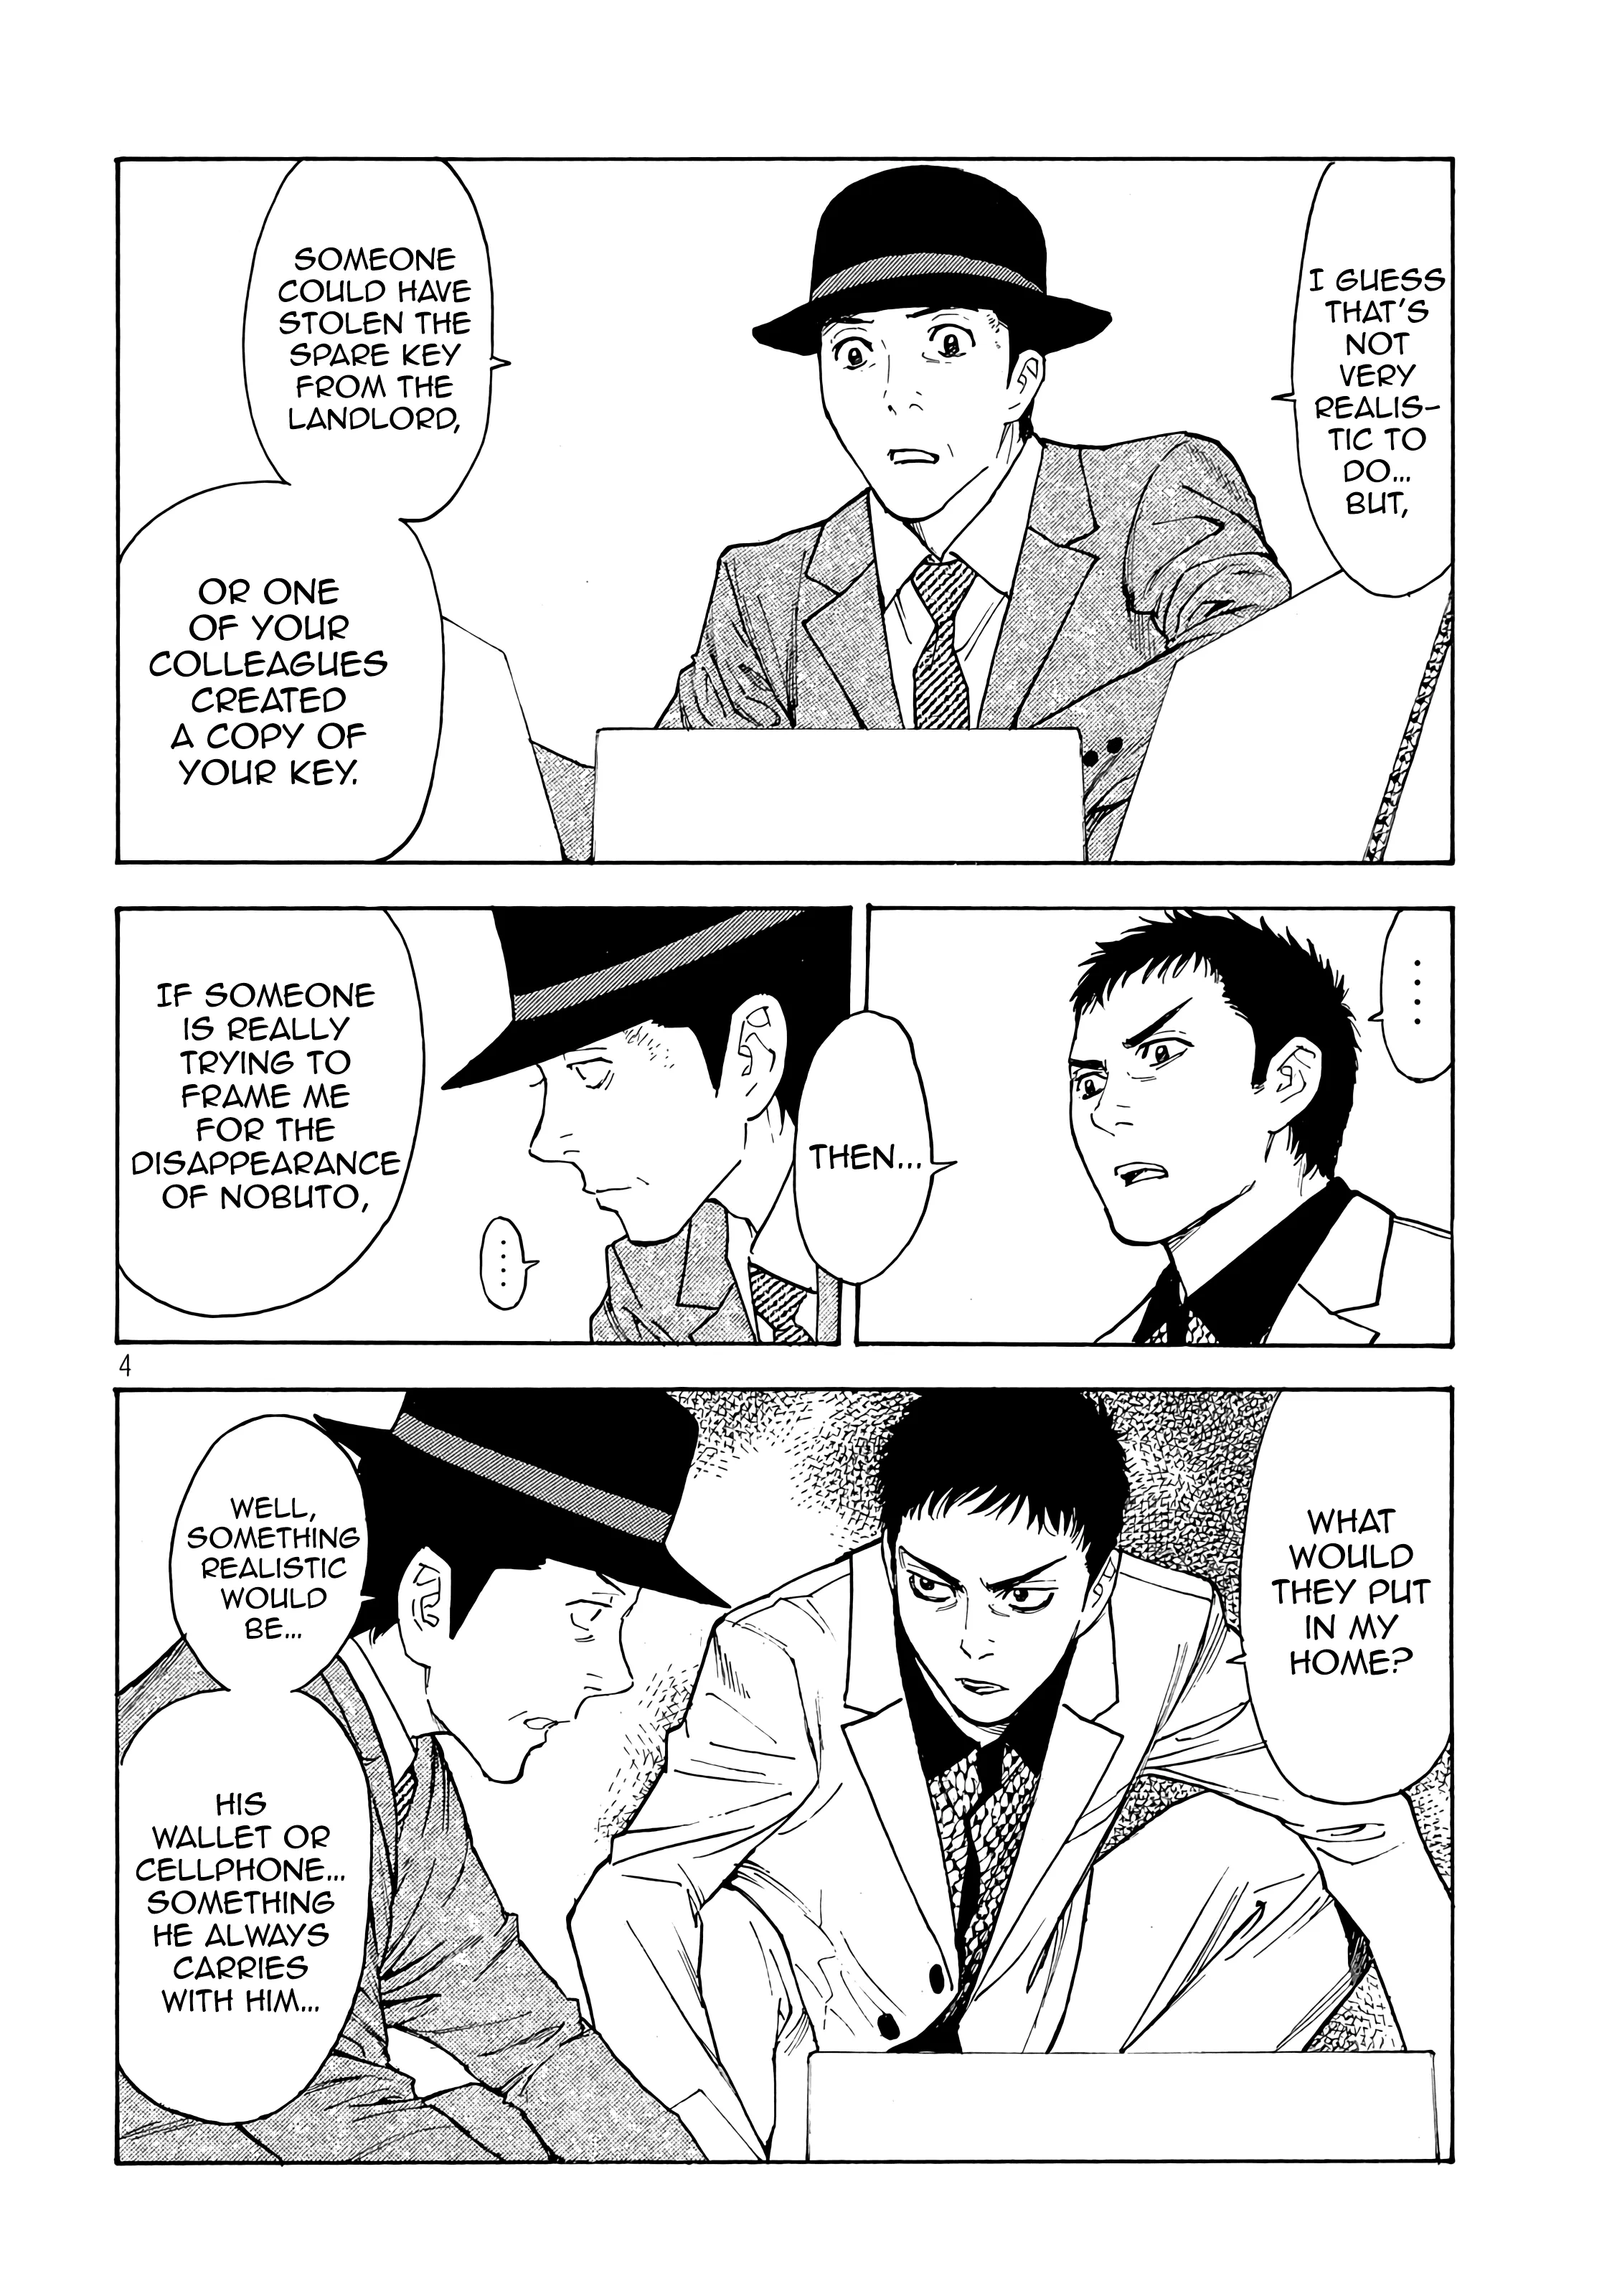 I GUESS
THAT'S
NOT
VERY
REALIS-
TIC TO
DO...
BUT,
SOMEONE
COULD HAVE
STOLEN THE
SPARE KEY
FROM THE
LANDLORD,
OR ONE
OF YOUR
COLLEAGUES
CREATED
A COPY OF
YOUR KEY.
....
THEN...
IF SOMEONE
IS REALLY
TRYING TO
FRAME ME
FOR THE
DISAPPEARANCE
OF NOBUTO,
....
4
WHAT
WOULD
THEY PUT
IN MY
HOME?
WELL,
SOMETHING
REALISTIC
WOULD
BE...
HIS
WALLET OR
CELLPHONE...
SOMETHING
HE ALWAYS
CARRIES
WITH HIM...